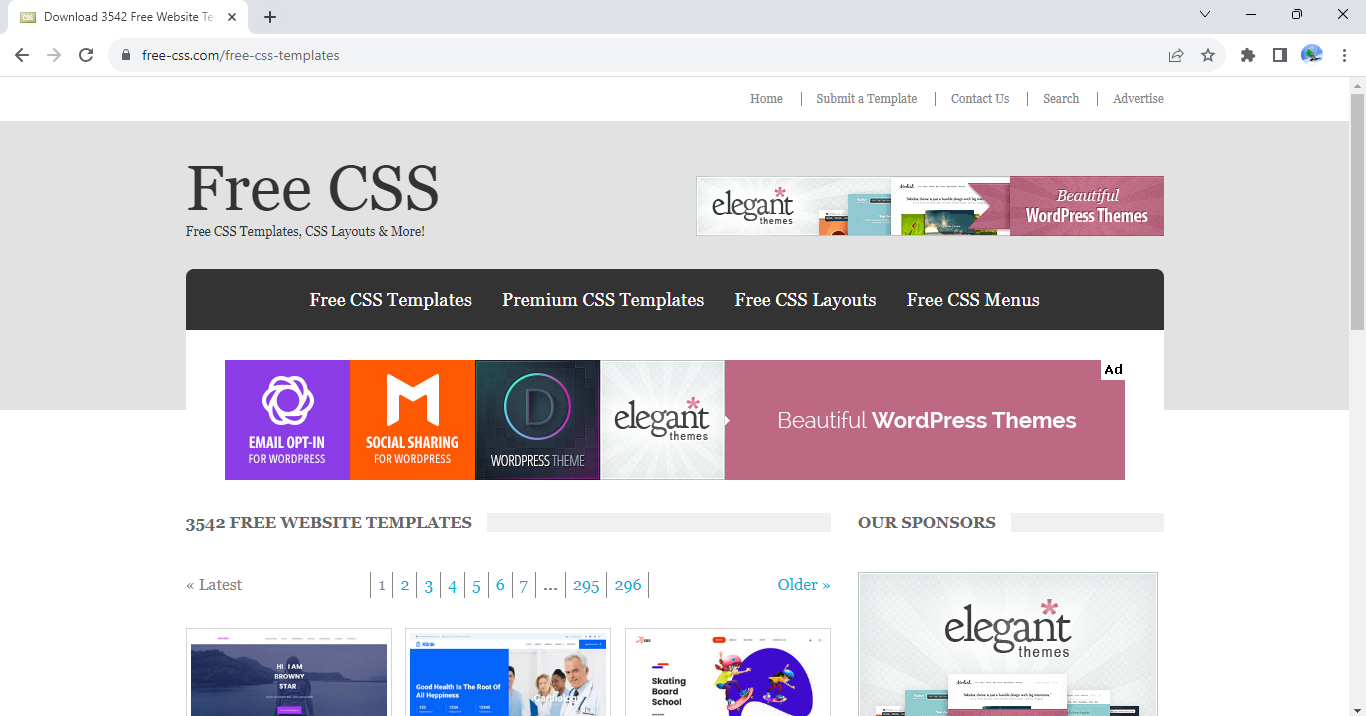 Download 3542 Free Website Te
free-css.com/free-css-templates
Home
Submit a Template
Contact Us
Search
Advertise
Free CSS
Free CSS Templates, CSS Layouts & More!
elegant
themes
Beautiful
WordPress Themes
Free CSS Templates
Premium CSS Templates
Free CSS Layouts
Free CSS Menus
EMAIL OPT-IN
FOR WORDPRESS
SOCIAL SHARING
FOR WORDPRESS
D
WORDPRESS THEME
elegant
themes
Beautiful WordPress Themes
Ad
3542 FREE WEBSITE TEMPLATES
OUR SPONSORS
« Latest
1 2 3 4 5 6 7 ... 295 296
Older »
HI I AM
BROWNY
STAR
Klinik
Good Health Is The Root Of
All Happiness
Cardiology
Skating
Board
School
elegant
themes